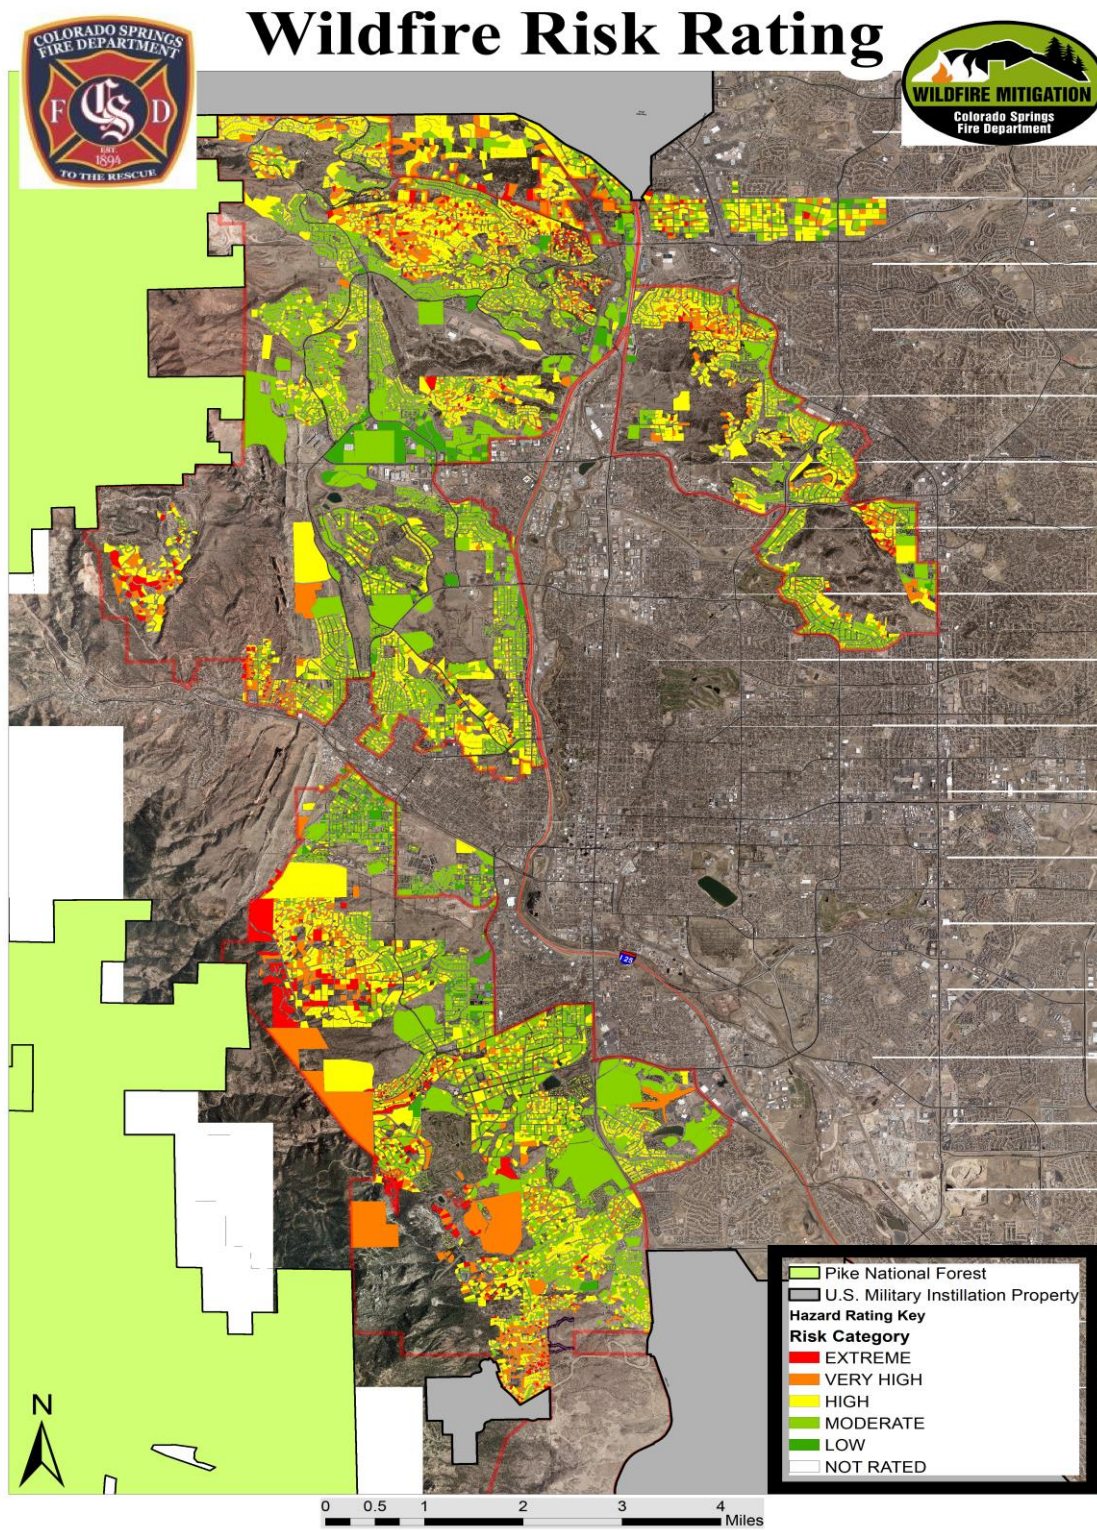 Wildfire Risk Rating
COLORADO SPRINGS
FIRE DEPARTMENT
F D
CS
EST.
1894
TO THE RESCUE
WILDFIRE MITIGATION
Colorado Springs
Fire Department
I 25
Pike National Forest
U.S. Military Instillation Property
Hazard Rating Key
Risk Category
EXTREME
VERY HIGH
HIGH
MODERATE
LOW
NOT RATED
N
0 0.5 1 2 3 4
Miles